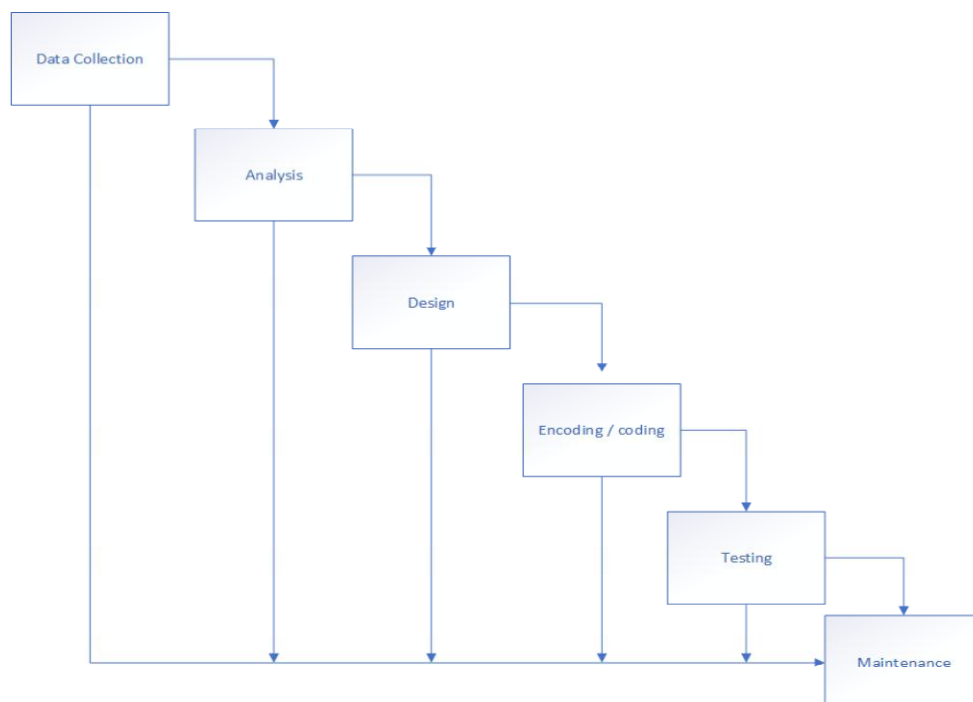 Data Collection
Analysis
Design
Encoding / coding
Testing
Maintenance